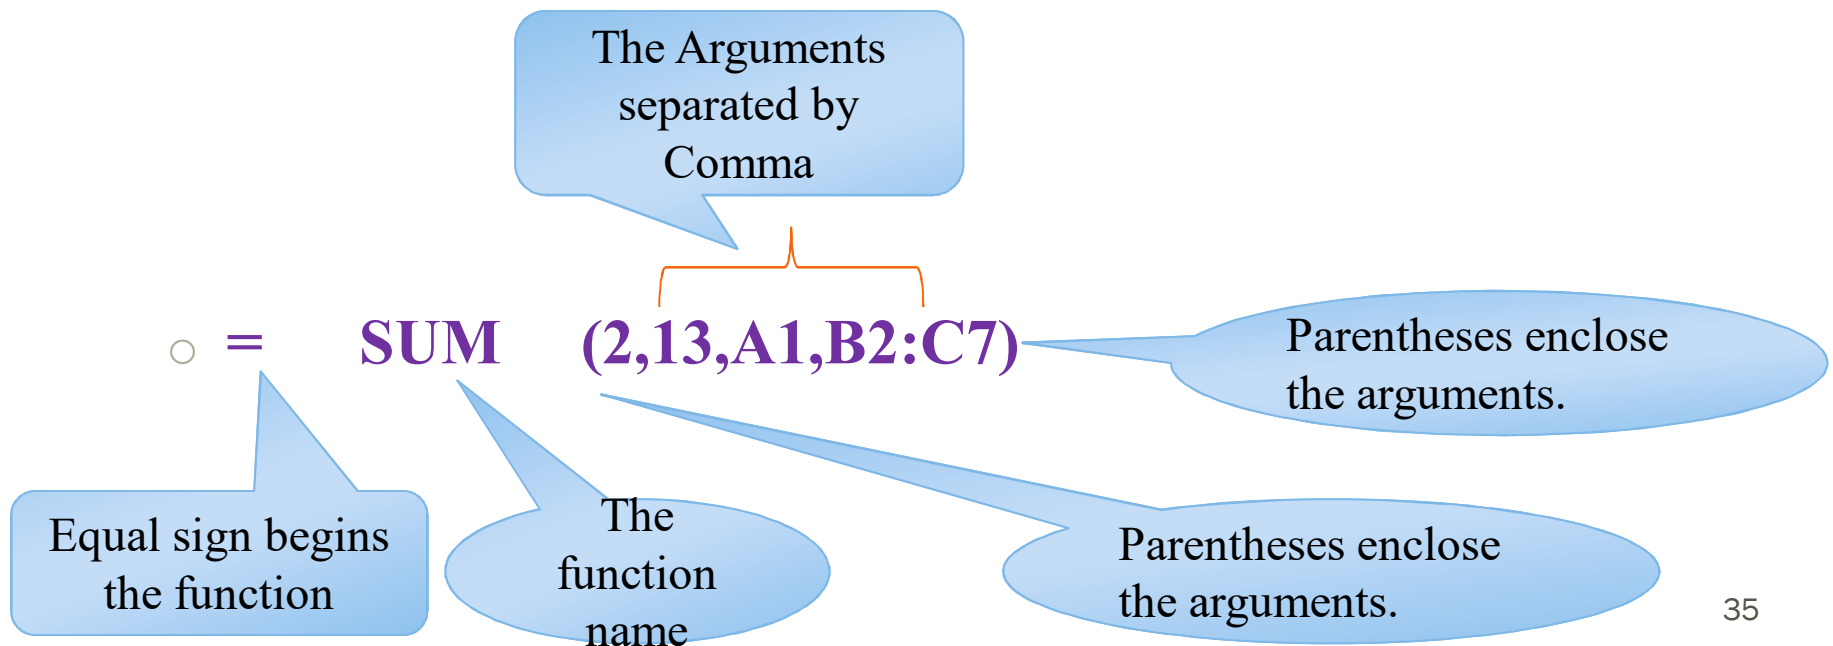 The Arguments
separated by
Comma
= SUM (2,13,A1,B2:C7)
Parentheses enclose
the arguments.
Equal sign begins
the function
The
function
name
Parentheses enclose
the arguments.
35